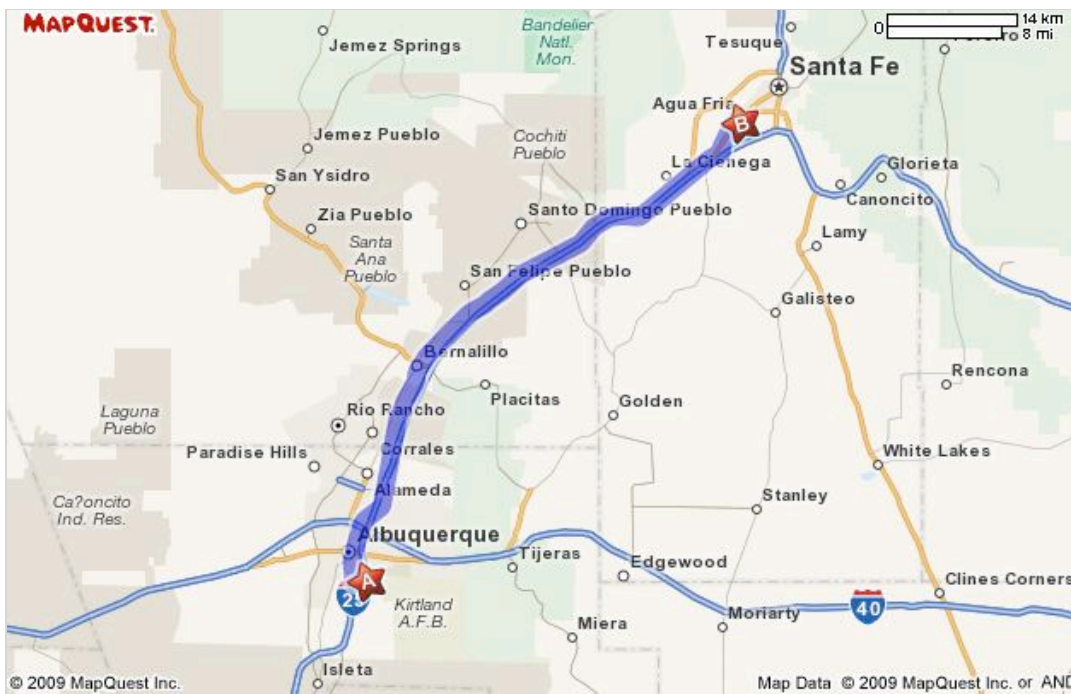 MAPQUEST.
Jemez Springs
Bandelier
Natl.
Mon.
Tesuque
0
14 km
8 mi
Santa Fe
Agua Fria
B
Jemez Pueblo
Cochiti
Pueblo
La Cienega
Glorieta
San Ysidro
Canoncito
Zia Pueblo
Santo Domingo Pueblo
Santa
Ana
Pueblo
Lamy
San Felipe Pueblo
Galisteo
Bernalillo
Rencona
Placitas
Laguna
Pueblo
Rio Rancho
Golden
Paradise Hills
Corrales
White Lakes
Alameda
Ca?oncito
Ind. Res.
Stanley
Albuquerque
Tijeras
Edgewood
A
Clines Corners
25
Kirtland
A.F.B.
40
Miera
Moriarty
Isleta
© 2009 MapQuest Inc.
Map Data © 2009 MapQuest Inc. or AND